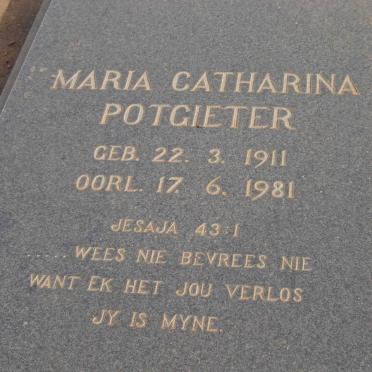 MARIA CATHARINA
POTGIETER
GEB. 22. 3. 1911
OORL. 17. 6. 1981
JESAJA 43:1
..... WEES NIE BEVREES NIE
WANT EK HET JOU VERLOS
JY IS MYNE.